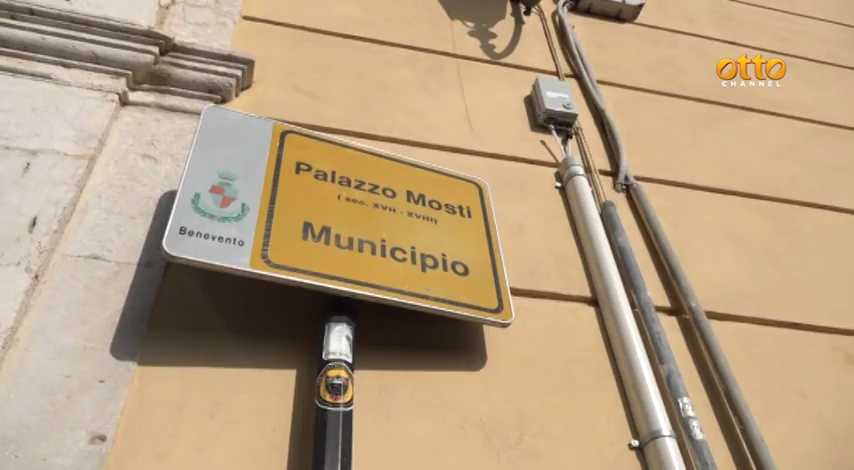 otto
CHANNEL
Palazzo Mosti
( sec. XVII - XVIII)
Municipio
Benevento